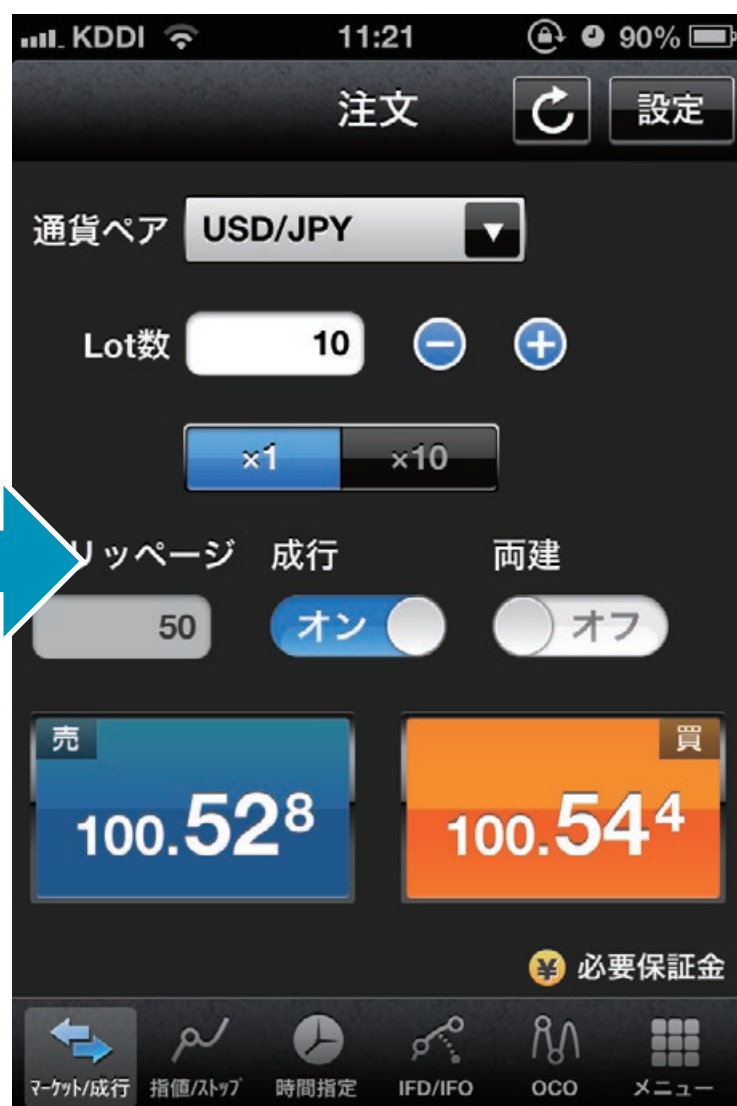 KDDI 11:21 90%
注文 設定
通貨ペア USD/JPY
Lot数 10
×1 ×10
リッページ 成行 両建
50 オン オフ
売 買
100.528 100.544
¥ 必要保証金
マーケット/成行 指値/ストップ 時間指定 IFD/IFO OCO メニュー